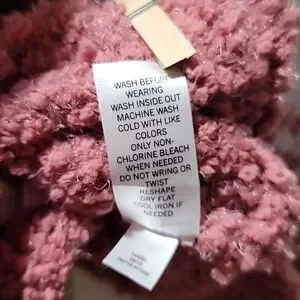 WASH BEFORE
WEARING
WASH INSIDE OUT
MACHINE WASH
COLD WITH LIKE
COLORS
ONLY NON-
CHLORINE BLEACH
WHEN NEEDED
DO NOT WRING OR
TWIST
RESHAPE
DRY FLAT
COOL IRON IF
NEEDED